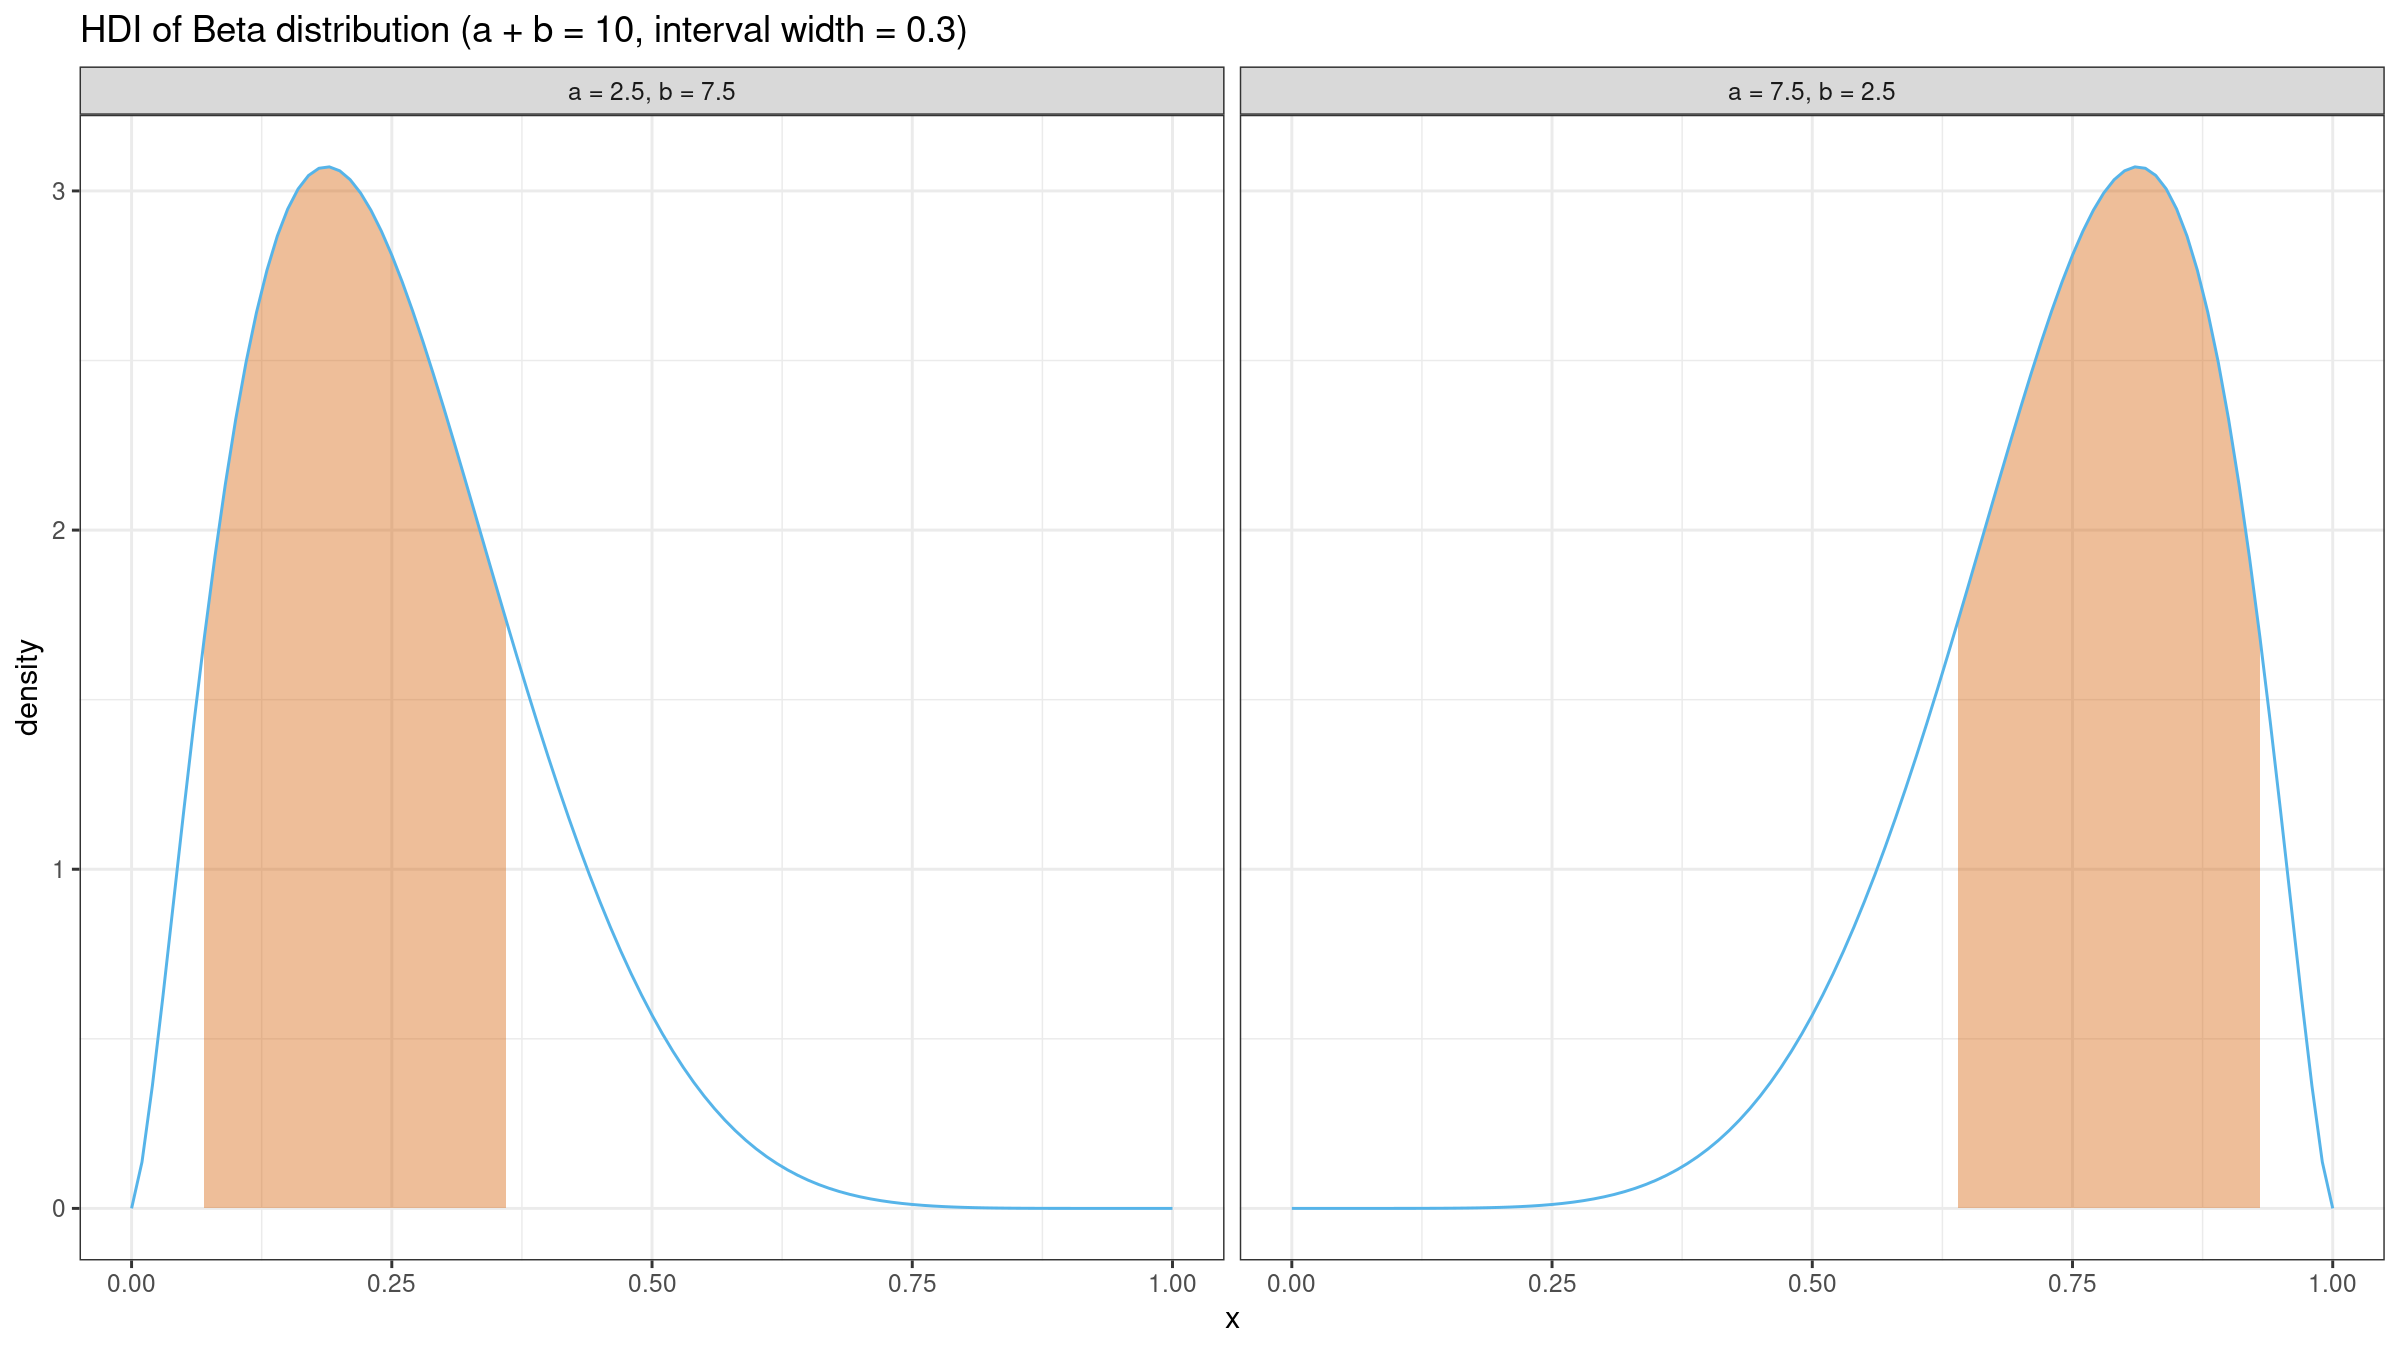 HDI of Beta distribution (a + b = 10, interval width = 0.3)
a = 2.5, b = 7.5
a = 7.5, b = 2.5
3
2
1
0
density
0.00 0.25 0.50 0.75 1.00
0.00 0.25 0.50 0.75 1.00
x